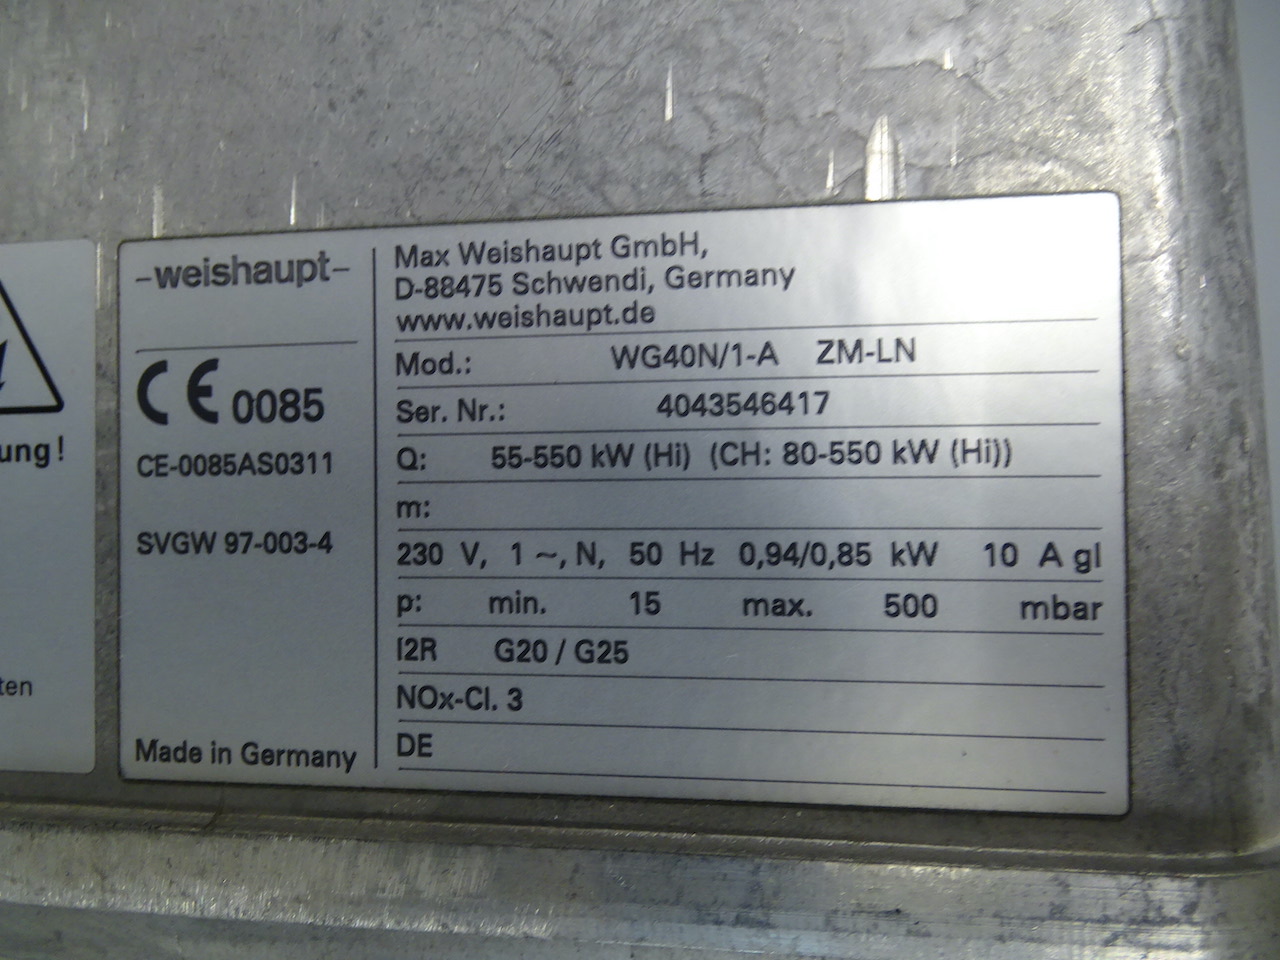 ung!
ten
-weishaupt-
CE 0085
CE-0085AS0311
SVGW 97-003-4
Made in Germany
Max Weishaupt GmbH,
D-88475 Schwendi, Germany
www.weishaupt.de
Mod.: WG40N/1-A ZM-LN
Ser. Nr.: 4043546417
Q: 55-550 kW (Hi) (CH: 80-550 kW (Hi))
m:
230 V, 1 ~, N, 50 Hz 0,94/0,85 kW 10 A gl
p: min. 15 max. 500 mbar
I2R G20 / G25
NOx-Cl. 3
DE